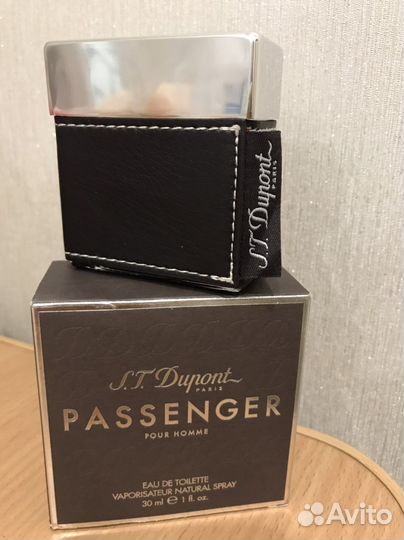 S.T. Dupont
PARIS
S.T. Dupont
PARIS
PASSENGER
POUR HOMME
EAU DE TOILETTE
VAPORISATEUR NATURAL SPRAY
30 ml ℮ 1 fl. oz.
Avito